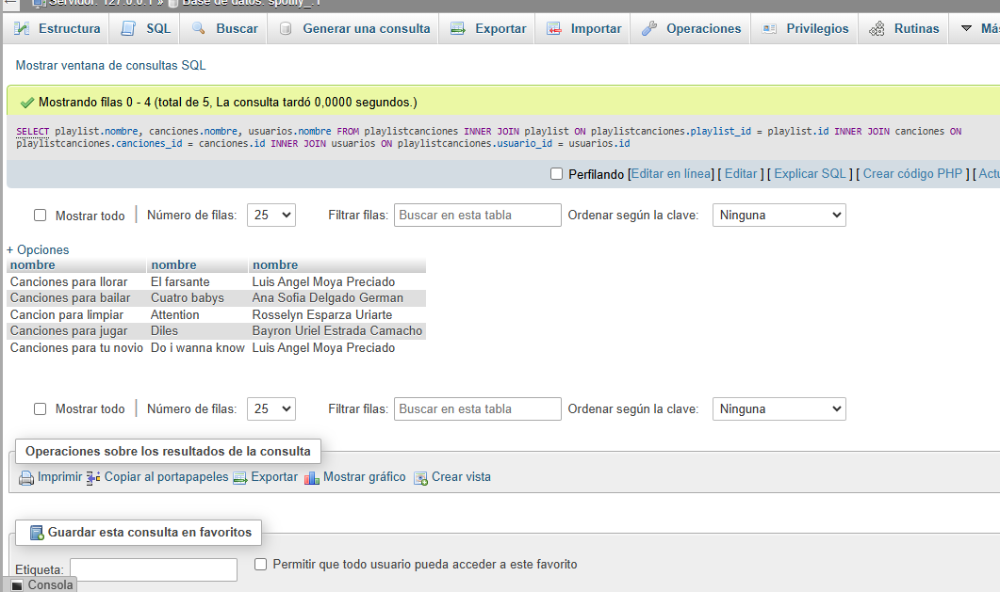 Servidor: 127.0.0.1 » Base de datos: spotify_.1
Estructura SQL Buscar Generar una consulta Exportar Importar Operaciones Privilegios Rutinas Más
Mostrar ventana de consultas SQL
Mostrando filas 0 - 4 (total de 5, La consulta tardó 0,0000 segundos.)
SELECT playlist.nombre, canciones.nombre, usuarios.nombre FROM playlistcanciones INNER JOIN playlist ON playlistcanciones.playlist_id = playlist.id INNER JOIN canciones ON
playlistcanciones.canciones_id = canciones.id INNER JOIN usuarios ON playlistcanciones.usuario_id = usuarios.id
Perfilando [Editar en línea] [ Editar ] [ Explicar SQL ] [ Crear código PHP ] [ Actu
Mostrar todo Número de filas: 25 Filtrar filas: Buscar en esta tabla Ordenar según la clave: Ninguna
+ Opciones
nombre nombre nombre
Canciones para llorar El farsante Luis Angel Moya Preciado
Canciones para bailar Cuatro babys Ana Sofia Delgado German
Cancion para limpiar Attention Rosselyn Esparza Uriarte
Canciones para jugar Diles Bayron Uriel Estrada Camacho
Canciones para tu novio Do i wanna know Luis Angel Moya Preciado
Mostrar todo Número de filas: 25 Filtrar filas: Buscar en esta tabla Ordenar según la clave: Ninguna
Operaciones sobre los resultados de la consulta
Imprimir Copiar al portapapeles Exportar Mostrar gráfico Crear vista
Guardar esta consulta en favoritos
Etiqueta: Permitir que todo usuario pueda acceder a este favorito
Consola